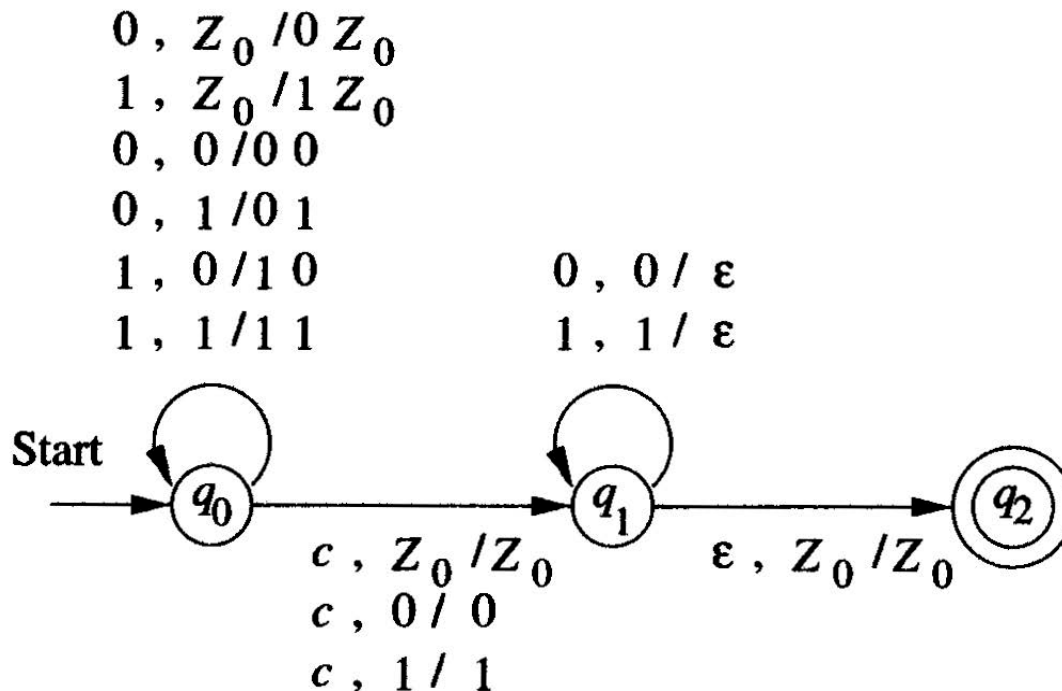 0 , Z₀ /0 Z₀
1 , Z₀ /1 Z₀
0 , 0 /0 0
0 , 1 /0 1
1 , 0 /1 0
1 , 1 /1 1
0 , 0 / ε
1 , 1 / ε
Start
q₀
q₁
q₂
c , Z₀ /Z₀
c , 0 / 0
c , 1 / 1
ε , Z₀ /Z₀